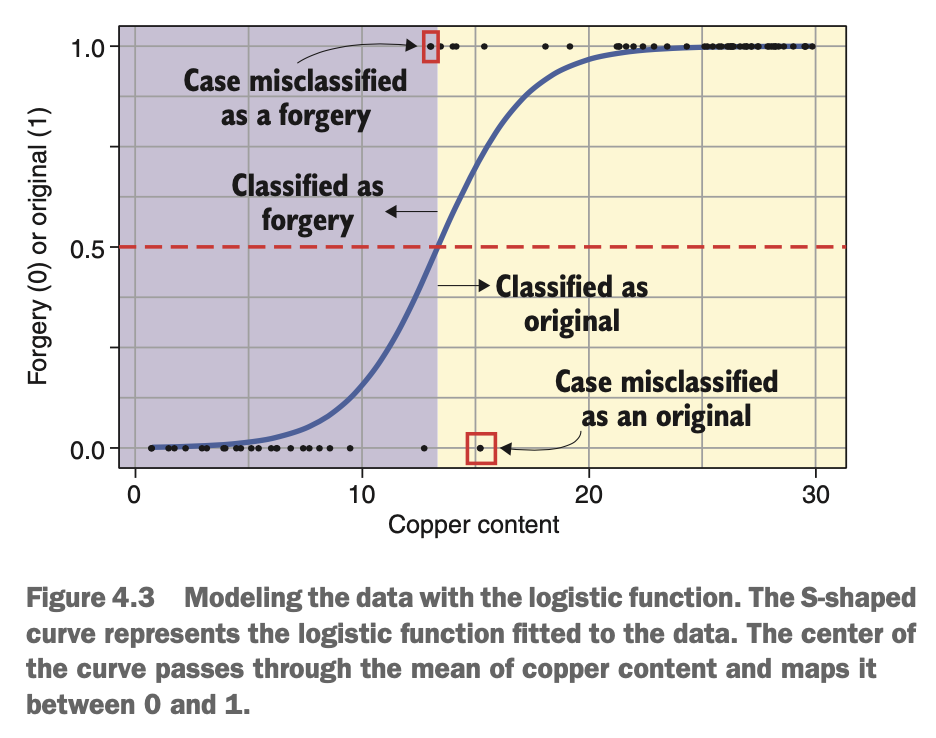 1.0
Case misclassified
as a forgery
Classified as
forgery
0.5
Classified as
original
Case misclassified
as an original
0.0
Forgery (0) or original (1)
0
10
20
30
Copper content
Figure 4.3 Modeling the data with the logistic function. The S-shaped
curve represents the logistic function fitted to the data. The center of
the curve passes through the mean of copper content and maps it
between 0 and 1.